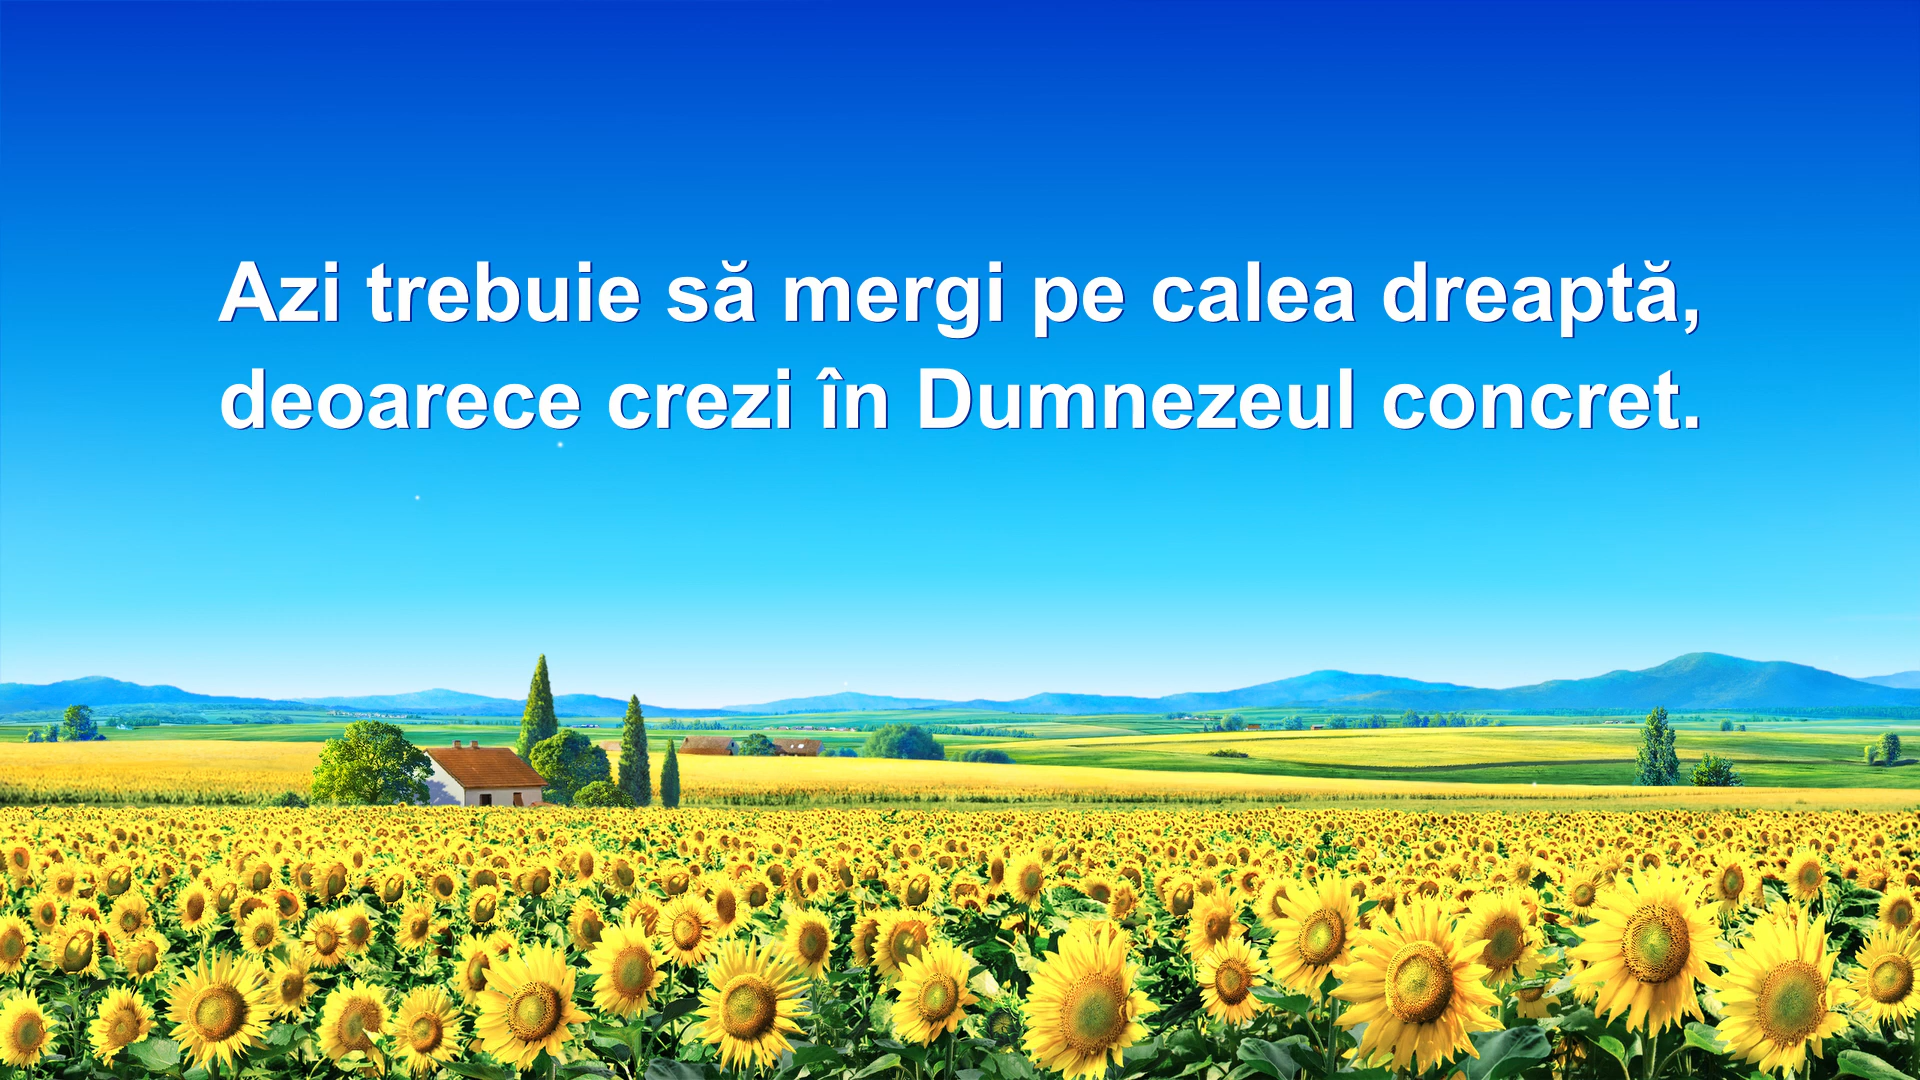 Azi trebuie să mergi pe calea dreaptă,
deoarece crezi în Dumnezeul concret.